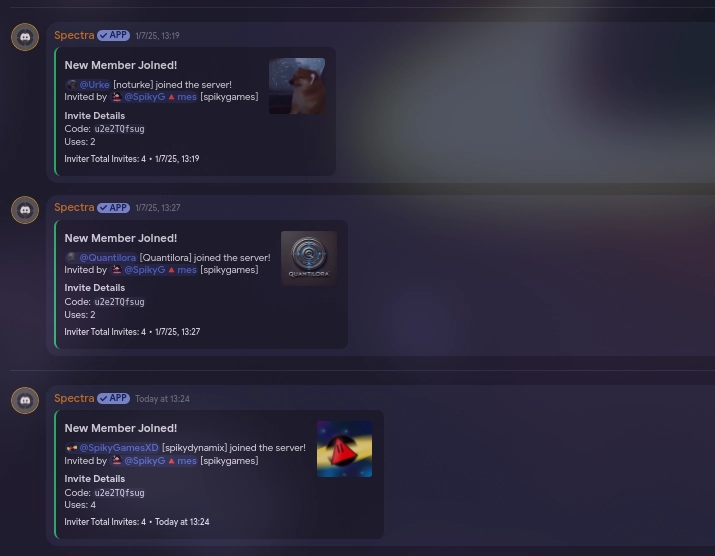 Spectra ✓ APP 1/7/25, 13:19
New Member Joined!
@Urke [noturke] joined the server!
Invited by @SpikyG🔺mes [spikygames]
Invite Details
Code: u2e2TQfsug
Uses: 2
Inviter Total Invites: 4 • 1/7/25, 13:19
Spectra ✓ APP 1/7/25, 13:27
New Member Joined!
@Quantilora [Quantilora] joined the server!
QUANTILORA
Invited by @SpikyG🔺mes [spikygames]
Invite Details
Code: u2e2TQfsug
Uses: 2
Inviter Total Invites: 4 • 1/7/25, 13:27
Spectra ✓ APP Today at 13:24
New Member Joined!
@SpikyGamesXD [spikydynamix] joined the server!
Invited by @SpikyG🔺mes [spikygames]
Invite Details
Code: u2e2TQfsug
Uses: 4
Inviter Total Invites: 4 • Today at 13:24